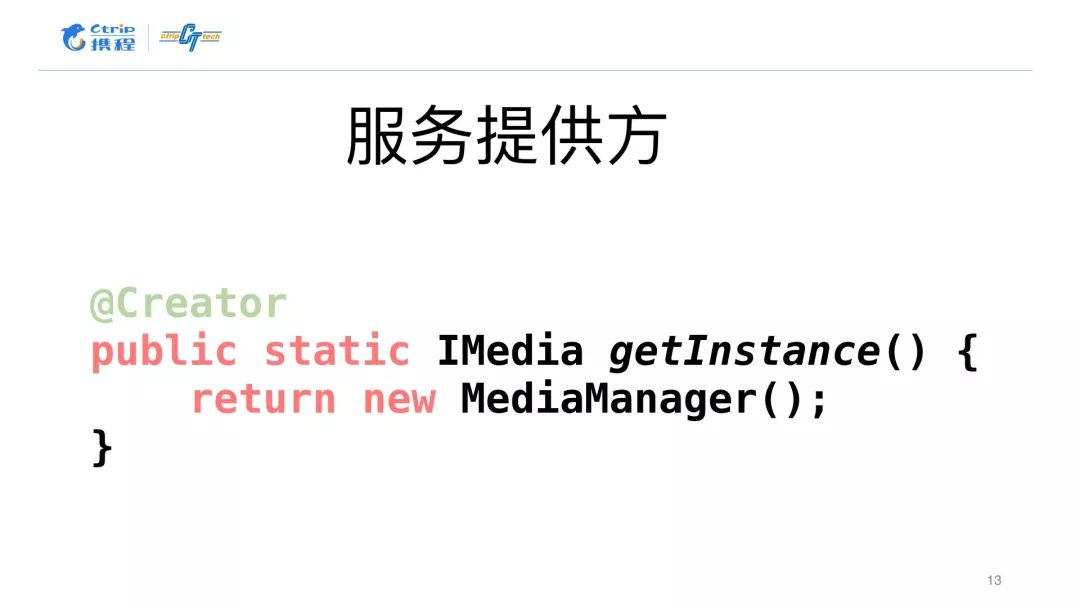 Ctrip
携程
ctrip CT tech
服务提供方
@Creator
public static IMedia getInstance() {
    return new MediaManager();
}
13